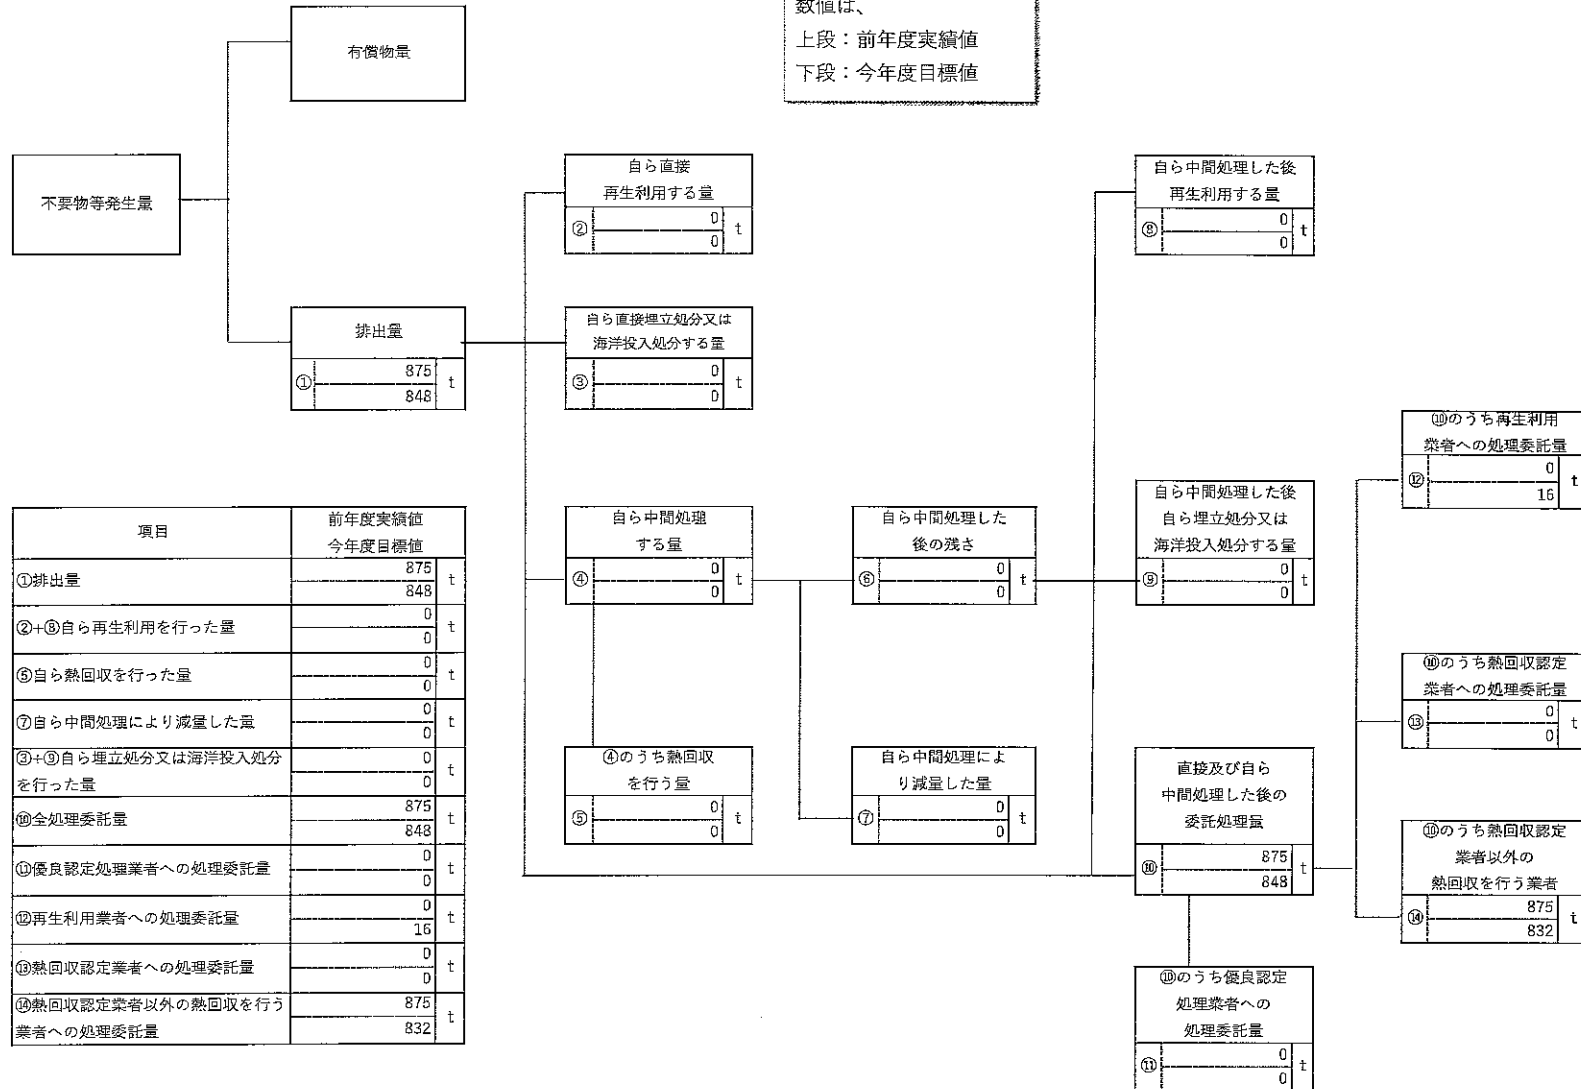 数値は、
上段：前年度実績値
下段：今年度目標値
有償物量
不要物等発生量
排出量
① 875 t
848
自ら直接
再生利用する量
② 0 t
0
自ら直接埋立処分又は
海洋投入処分する量
③ 0 t
0
自ら中間処理
する量
④ 0 t
0
④のうち熱回収
を行う量
⑤ 0 t
0
自ら中間処理した
後の残さ
⑥ 0 t
0
自ら中間処理によ
り減量した量
⑦ 0 t
0
自ら中間処理した後
再生利用する量
⑧ 0 t
0
自ら中間処理した後
自ら埋立処分又は
海洋投入処分する量
⑨ 0 t
0
直接及び自ら
中間処理した後の
委託処理量
⑩ 875 t
848
⑩のうち優良認定
処理業者への
処理委託量
⑪ 0 t
0
⑩のうち再生利用
業者への処理委託量
⑫ 0 t
16
⑩のうち熱回収認定
業者への処理委託量
⑬ 0 t
0
⑩のうち熱回収認定
業者以外の
熱回収を行う業者
⑭ 875 t
832
項目 前年度実績値
今年度目標値
①排出量 875 t
848
②+⑧自ら再生利用を行った量 0 t
0
⑤自ら熱回収を行った量 0 t
0
⑦自ら中間処理により減量した量 0 t
0
③+⑨自ら埋立処分又は海洋投入処分 0 t
を行った量 0
⑩全処理委託量 875 t
848
⑪優良認定処理業者への処理委託量 0 t
0
⑫再生利用業者への処理委託量 0 t
16
⑬熱回収認定業者への処理委託量 0 t
0
⑭熱回収認定業者以外の熱回収を行う 875 t
業者への処理委託量 832